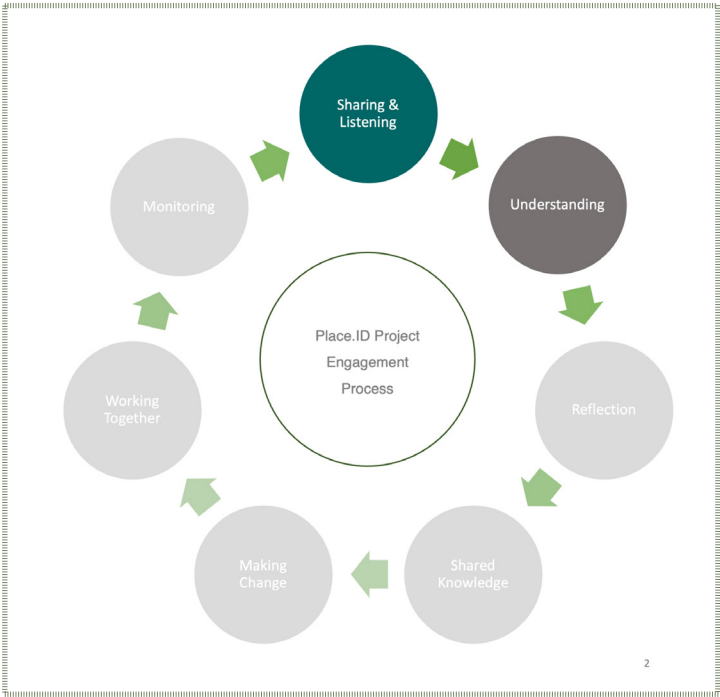 Sharing &
Listening
Understanding
Reflection
Shared
Knowledge
Making
Change
Working
Together
Monitoring
Place.ID Project
Engagement
Process
2